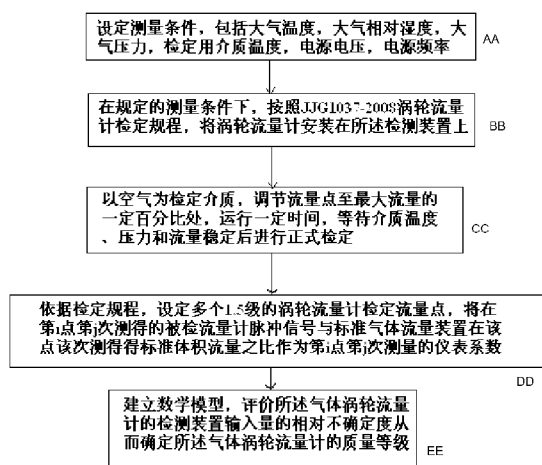 设定测量条件，包括大气温度，大气相对湿度，大
气压力，检定用介质温度，电源电压，电源频率
AA
在规定的测量条件下，按照JJG1037-2008涡轮流量
计检定规程，将涡轮流量计安装在所述检测装置上
BB
以空气为检定介质，调节流量点至最大流量的
一定百分比处，运行一定时间，等待介质温度
、压力和流量稳定后进行正式检定
CC
依据检定规程，设定多个1.5级的涡轮流量计检定流量点，将在
第i点第j次测得的被检流量计脉冲信号与标准气体流量装置在该
点该次测得得标准体积流量之比作为第i点第j次测量的仪表系数
DD
建立数学模型，评价所述气体涡轮流量
计的检测装置输入量的相对不确定度从
而确定所述气体涡轮流量计的质量等级
EE